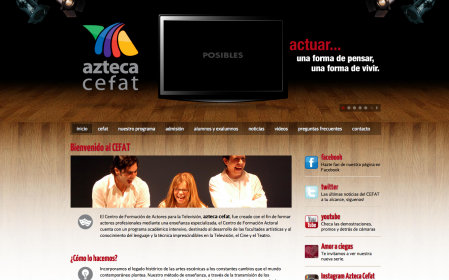 azteca
cefat
POSIBLES
actuar...
una forma de pensar,
una forma de vivir.
inicio cefat nuestro programa admisión alumnos y exalumnos noticias videos preguntas frecuentes contacto
Bienvenido al CEFAT
El Centro de Formación de Actores para la Televisión, azteca cefat, fue creado con el fin de formar
actores profesionales mediante una enseñanza especializada, el Centro de Formación Actoral
cuenta con un programa académico intensivo, destinado al desarrollo de las facultades artísticas y al
conocimiento del lenguaje y la técnica imprescindibles en la Televisión, el Cine y el Teatro.
¿Cómo lo hacemos?
Incorporamos el legado histórico de las artes escénicas a las constantes cambios que el mundo
contemporáneo plantea. Nuestro método de enseñanza, a través de la transmisión de los
facebook
Hazte fan de nuestra página en
Facebook
twitter
Las últimas noticias del CEFAT
a tu alcance, síguenos!
youtube
Checa las demostraciones,
promos y detrás de cámaras
Amor a ciegas
Te invitamos a ver nuestra
nueva serie.
Instagram Azteca Cefat